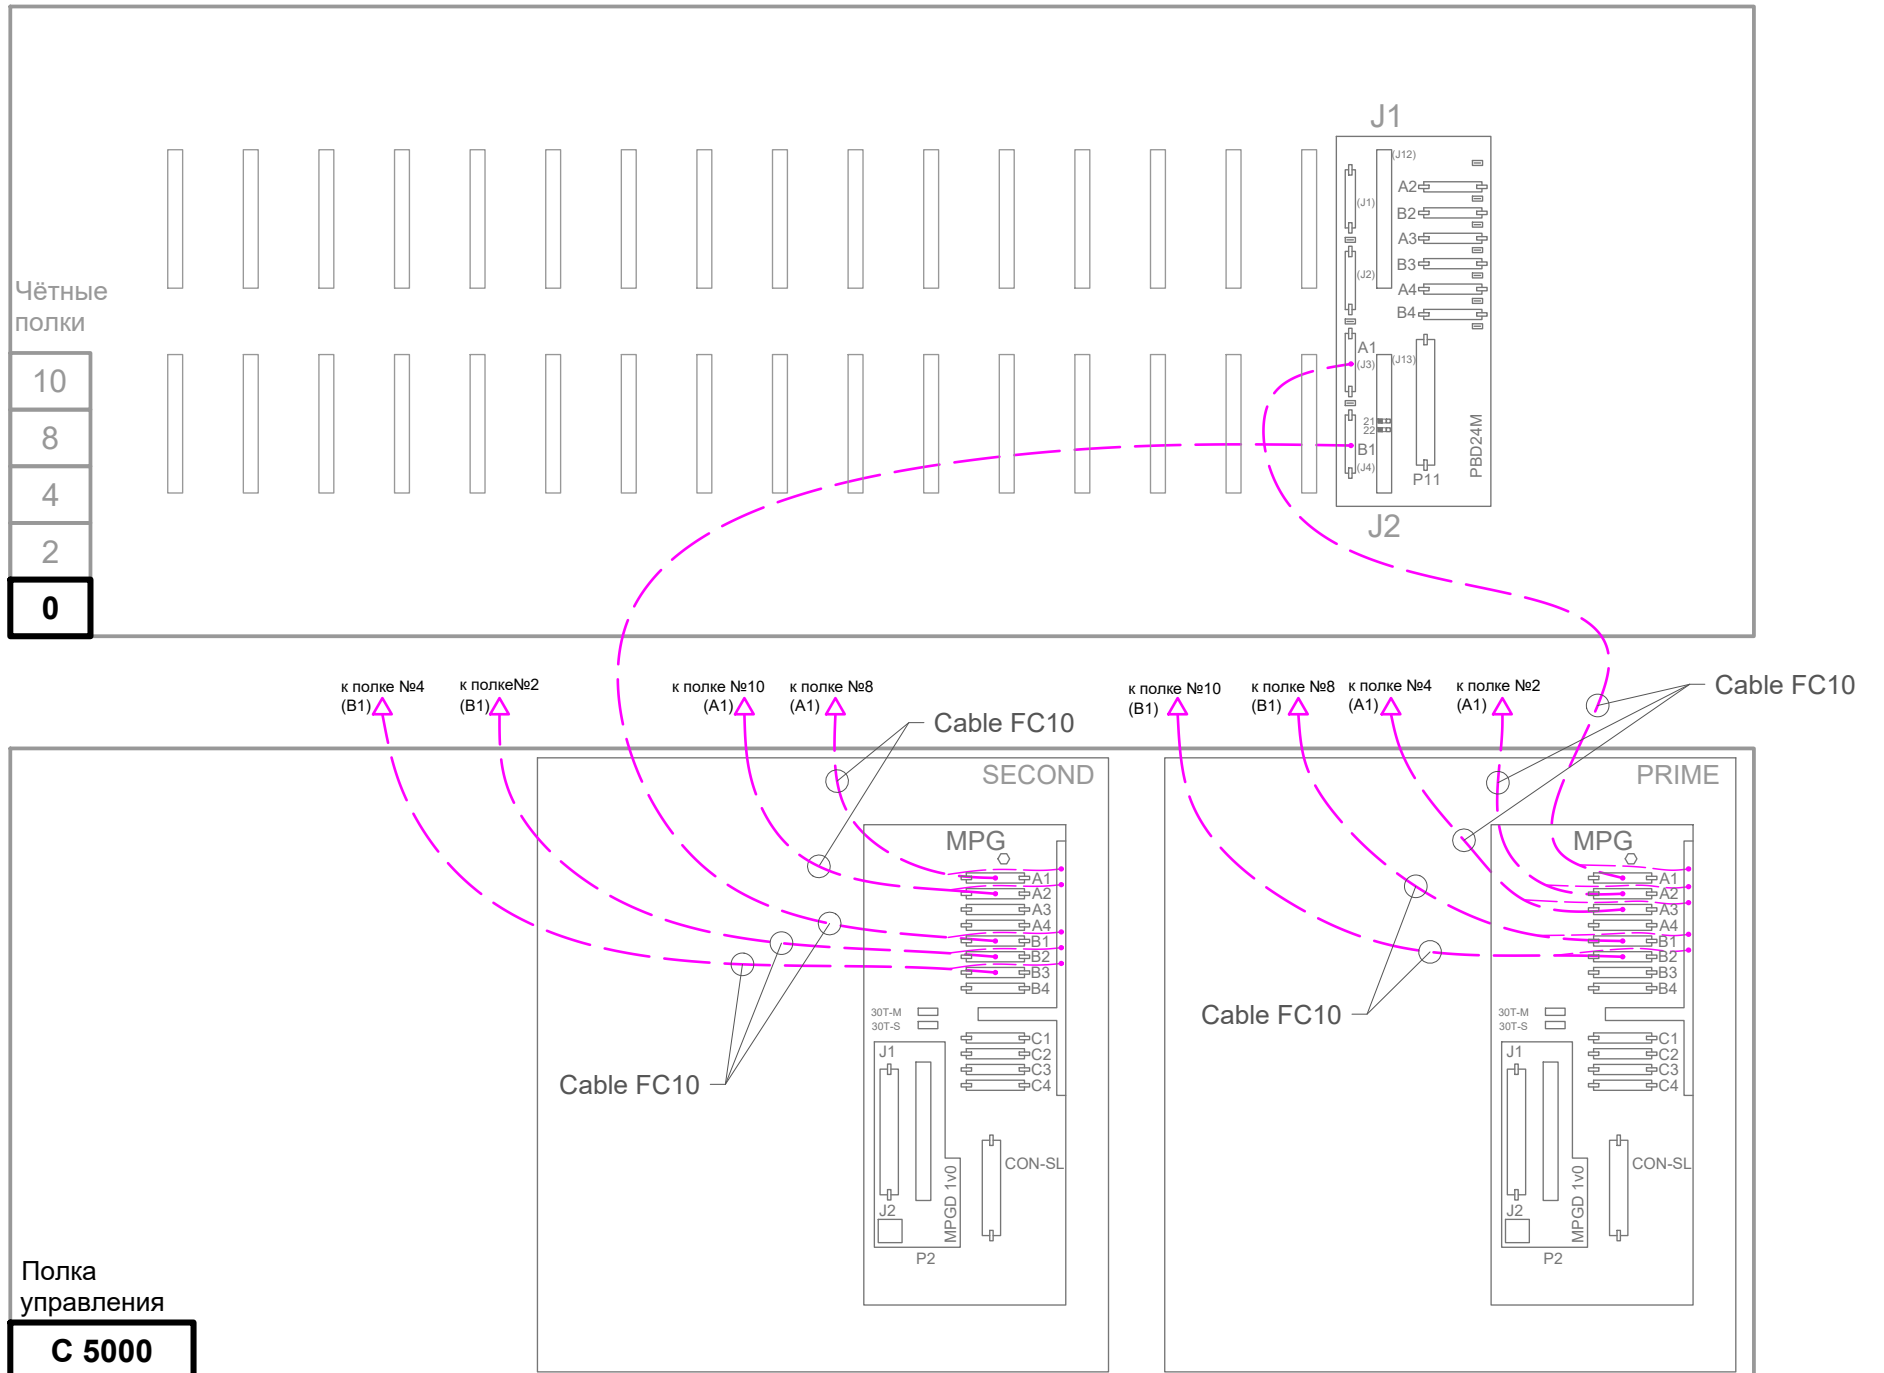 J1
(J12)
A2
(J1)
B2
A3
B3
(J2)
A4
B4
Чётные
полки
A1
(J3)
(J13)
10
21
22
8
B1
(J4)
P11
PBD24M
4
J2
2
0
к полке №4
(B1)
к полке№2
(B1)
к полке №10
(A1)
к полке №8
(A1)
Cable FC10
к полке №10
(B1)
к полке №8
(B1)
к полке №4
(A1)
к полке №2
(A1)
Cable FC10
SECOND
PRIME
MPG
A1
A2
A3
A4
B1
B2
B3
B4
30T-M
30T-S
C1
C2
C3
C4
J1
J2
MPGD 1v0
P2
CON-SL
Cable FC10
MPG
A1
A2
A3
A4
B1
B2
B3
B4
30T-M
30T-S
C1
C2
C3
C4
J1
J2
MPGD 1v0
P2
CON-SL
Cable FC10
Полка
управления
C 5000